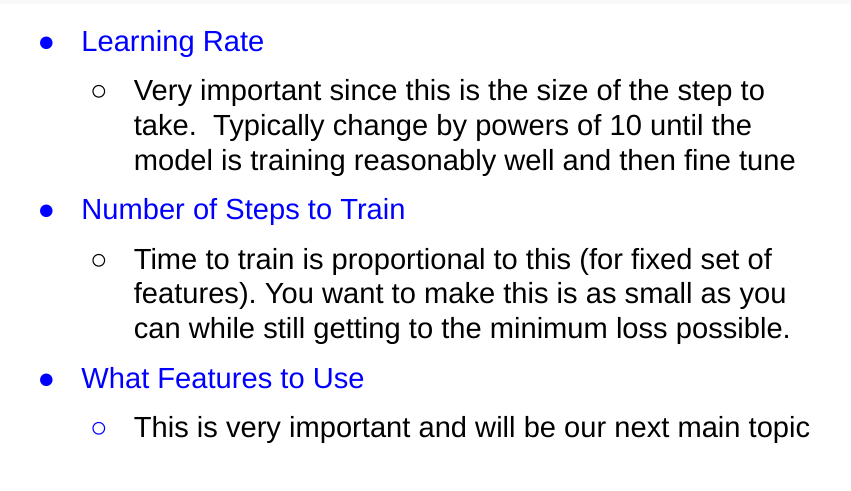 ● Learning Rate
○ Very important since this is the size of the step to
take.  Typically change by powers of 10 until the
model is training reasonably well and then fine tune
● Number of Steps to Train
○ Time to train is proportional to this (for fixed set of
features). You want to make this is as small as you
can while still getting to the minimum loss possible.
● What Features to Use
○ This is very important and will be our next main topic